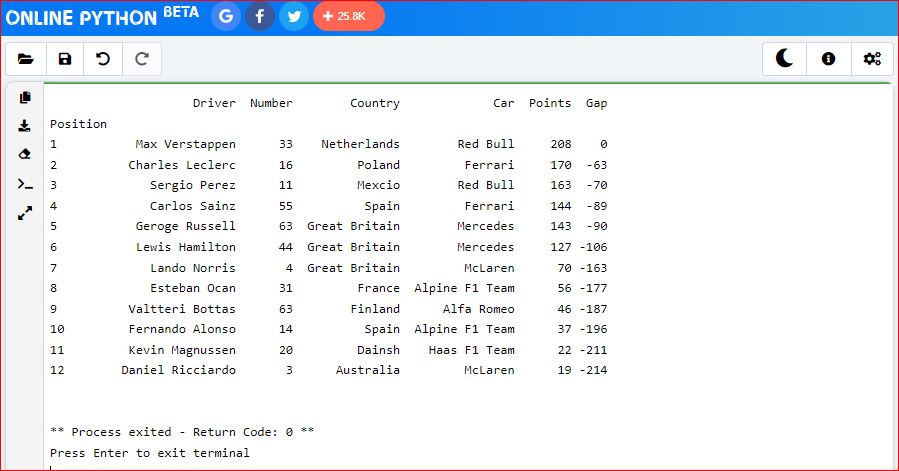 ONLINE PYTHON BETA G f + 25.8K
Driver Number Country Car Points Gap
Position
1 Max Verstappen 33 Netherlands Red Bull 208 0
2 Charles Leclerc 16 Poland Ferrari 170 -63
3 Sergio Perez 11 Mexcio Red Bull 163 -70
4 Carlos Sainz 55 Spain Ferrari 144 -89
5 Geroge Russell 63 Great Britain Mercedes 143 -90
6 Lewis Hamilton 44 Great Britain Mercedes 127 -106
7 Lando Norris 4 Great Britain McLaren 70 -163
8 Esteban Ocan 31 France Alpine F1 Team 56 -177
9 Valtteri Bottas 63 Finland Alfa Romeo 46 -187
10 Fernando Alonso 14 Spain Alpine F1 Team 37 -196
11 Kevin Magnussen 20 Dainsh Haas F1 Team 22 -211
12 Daniel Ricciardo 3 Australia McLaren 19 -214
** Process exited - Return Code: 0 **
Press Enter to exit terminal